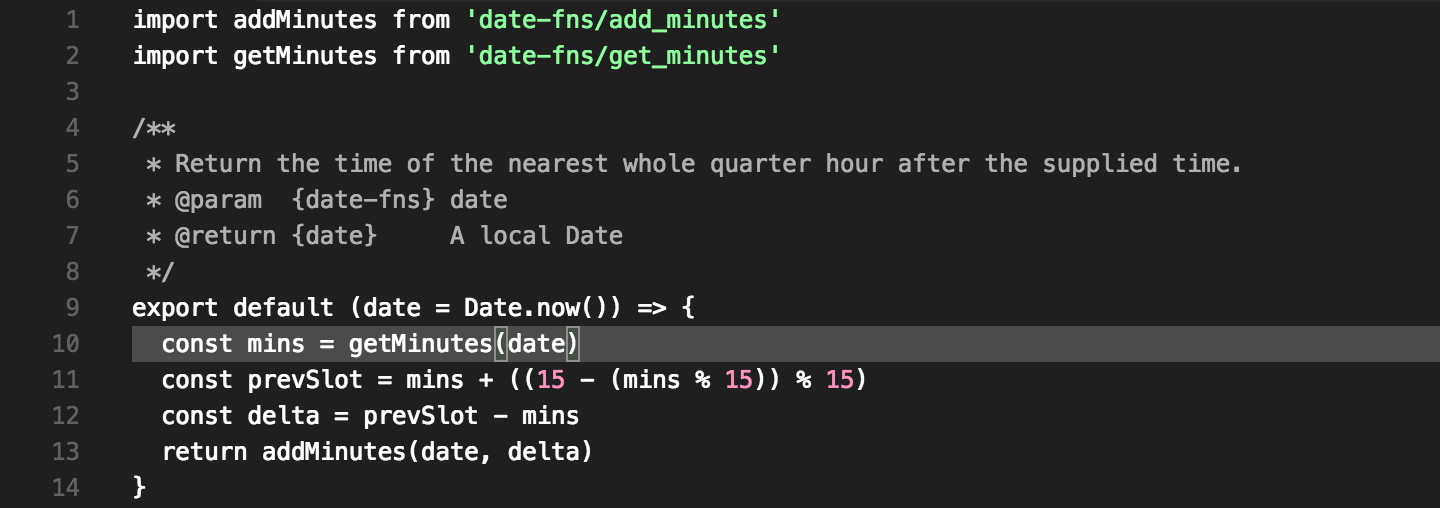 1 import addMinutes from 'date-fns/add_minutes'
2 import getMinutes from 'date-fns/get_minutes'
3
4 /**
5  * Return the time of the nearest whole quarter hour after the supplied time.
6  * @param  {date-fns} date
7  * @return {date}     A local Date
8  */
9 export default (date = Date.now()) => {
10   const mins = getMinutes(date)
11   const prevSlot = mins + ((15 - (mins % 15)) % 15)
12   const delta = prevSlot - mins
13   return addMinutes(date, delta)
14 }